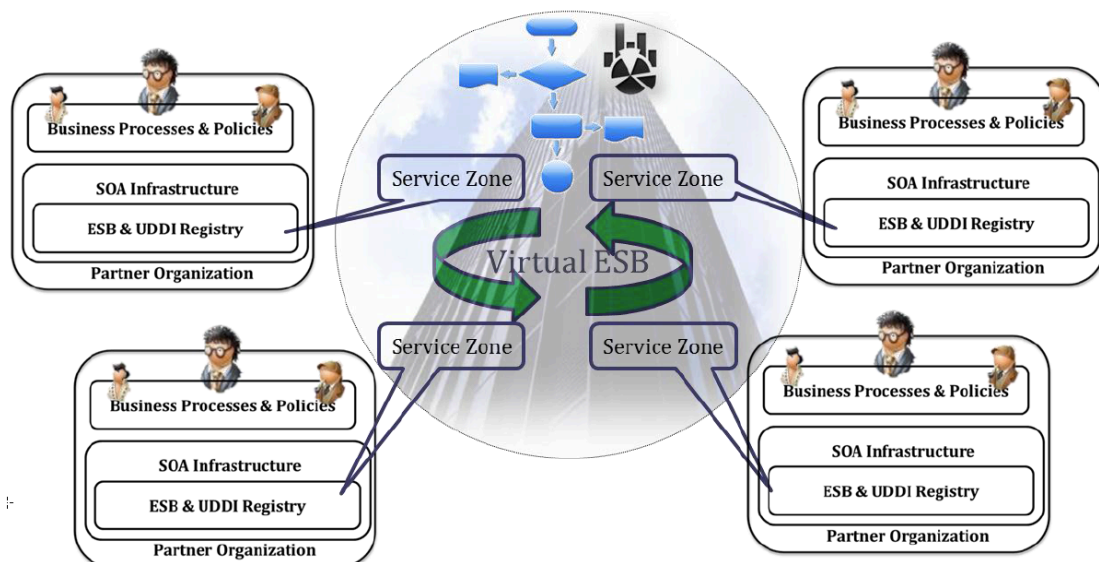 Business Processes & Policies
SOA Infrastructure
ESB & UDDI Registry
Partner Organization
Service Zone
Service Zone
Virtual ESB
Service Zone
Service Zone
Business Processes & Policies
SOA Infrastructure
ESB & UDDI Registry
Partner Organization
Business Processes & Policies
SOA Infrastructure
ESB & UDDI Registry
Partner Organization
Business Processes & Policies
SOA Infrastructure
ESB & UDDI Registry
Partner Organization